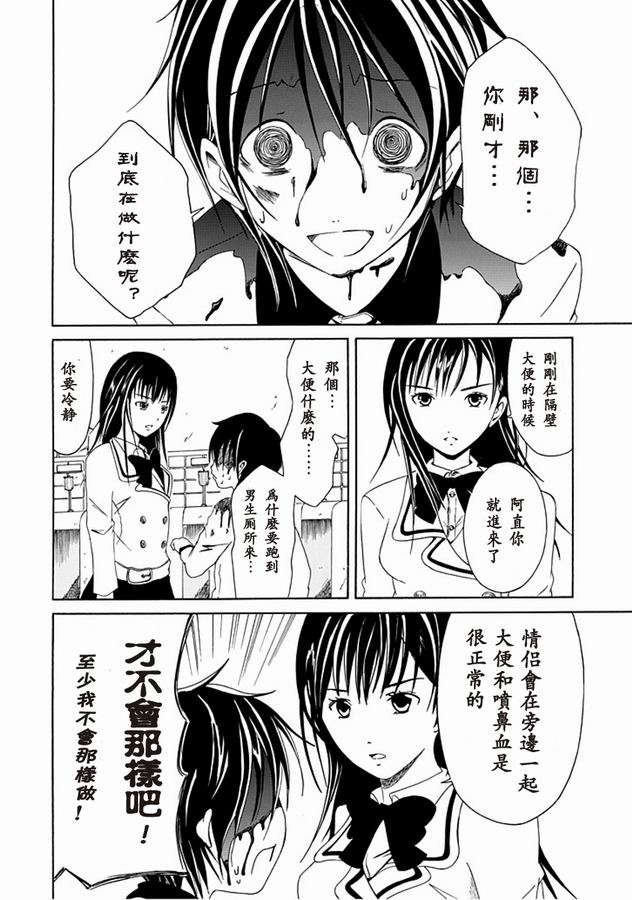 那、那個…
你剛才…
到底在做
什麼呢？
剛剛在隔壁
大便的時候
阿直你
就進來了
那個…
大便什麼的……
為什麼要跑到
男生厠所來…
你要冷静
情侶會在旁邊一起
大便和噴鼻血是
很正常的
才不會那樣吧！
至少我不會那樣做！